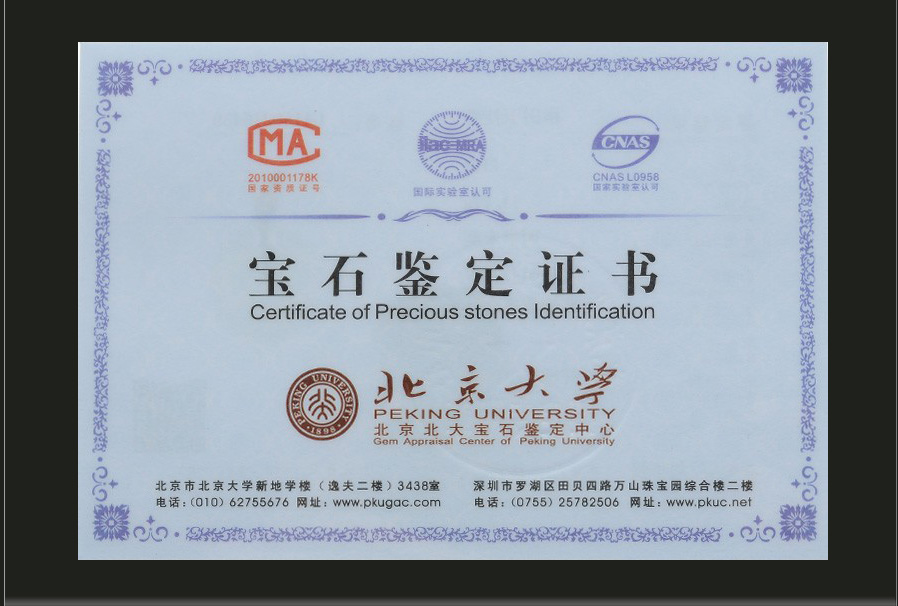 MA
2010001178K
国家资质证号
ilac-MRA
国际实验室认可
CNAS
CNAS L0958
国家实验室认可
宝石鉴定证书
Certificate of Precious stones Identification
PEKING UNIVERSITY
·1898·
北京大学
PEKING UNIVERSITY
北京北大宝石鉴定中心
Gem Appraisal Center of Peking University
北京市北京大学新地学楼（逸夫二楼）3438室
电话：(010) 62755676 网址：www.pkugac.com
深圳市罗湖区田贝四路万山珠宝园综合楼二楼
电话：(0755) 25782506 网址：www.pkuc.net